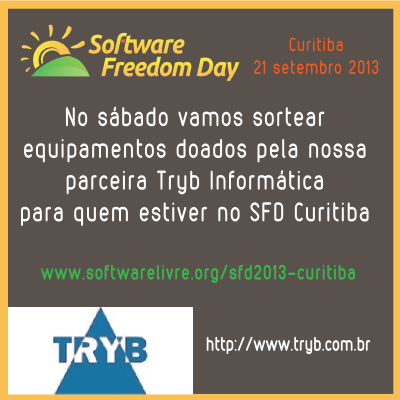 Software
Freedom Day
Curitiba
21 setembro 2013
No sábado vamos sortear
equipamentos doados pela nossa
parceira Tryb Informática
para quem estiver no SFD Curitiba
www.softwarelivre.org/sfd2013-curitiba
TRYB
http://www.tryb.com.br